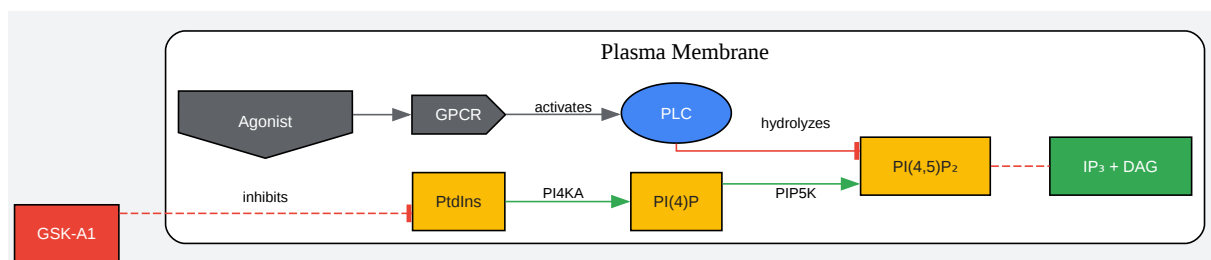 Plasma Membrane
Agonist
GPCR
activates
PLC
hydrolyzes
PI(4,5)P₂
IP₃ + DAG
inhibits
PtdIns
PI4KA
PI(4)P
PIP5K
GSK-A1